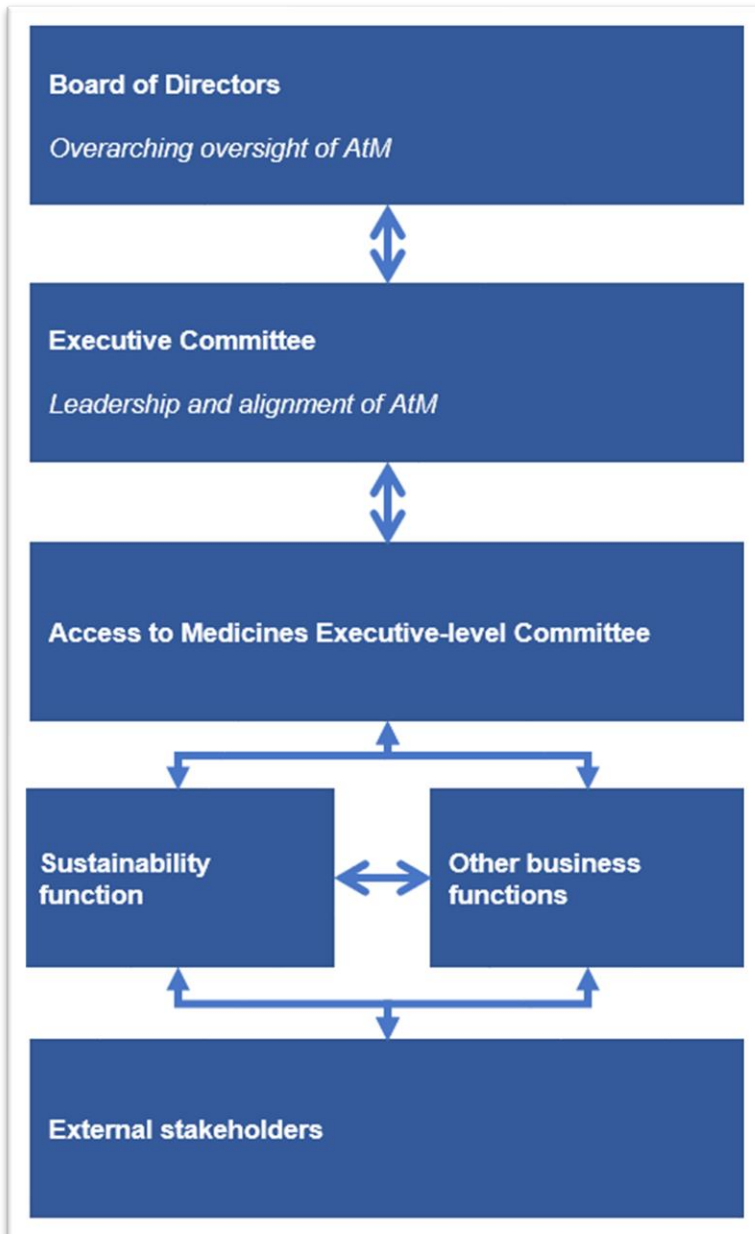 Board of Directors
Overarching oversight of AtM
Executive Committee
Leadership and alignment of AtM
Access to Medicines Executive-level Committee
Sustainability
function
Other business
functions
External stakeholders